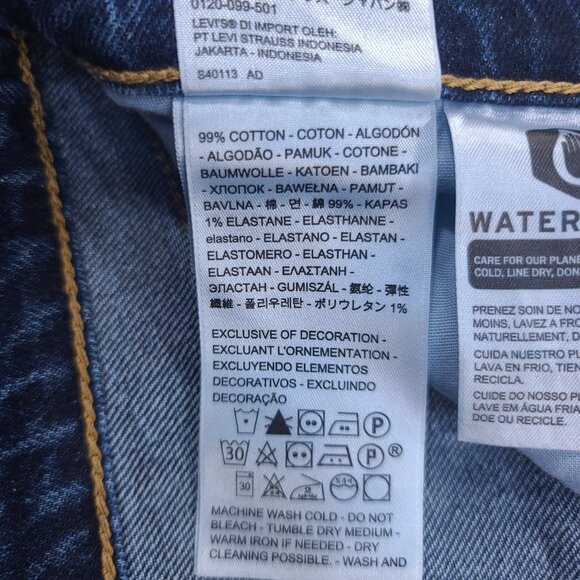 0120-099-501
LEVI'S® DI IMPORT OLEH:
PT LEVI STRAUSS INDONESIA
JAKARTA - INDONESIA
S40113 AD
99% COTTON - COTON - ALGODÓN
- ALGODÃO - PAMUK - COTONE -
BAUMWOLLE - KATOEN - BAMBAKI
- ХЛОПОК - BAWEŁNA - PAMUT -
BAVLNA - 棉 - 면 - 綿 99% - KAPAS
1% ELASTANE - ELASTHANNE -
elastano - ELASTANO - ELASTAN -
ELASTOMERO - ELASTHAN -
ELASTAAN - ΕΛΑΣΤΑΝΗ -
ЭЛАСТАН - GUMISZÁL - 氨纶 - 彈性
纖維 - 폴리우레탄 - ポリウレタン 1%
EXCLUSIVE OF DECORATION -
EXCLUANT L'ORNEMENTATION -
EXCLUYENDO ELEMENTOS
DECORATIVOS - EXCLUINDO
DECORAÇÃO
P
30 P ®
30
MACHINE WASH COLD - DO NOT
BLEACH - TUMBLE DRY MEDIUM -
WARM IRON IF NEEDED - DRY
CLEANING POSSIBLE. - WASH AND
WATER
CARE FOR OUR PLANE
COLD, LINE DRY, DON
PRENEZ SOIN DE NO
MOINS, LAVEZ A FRO
NATURELLEMENT, D
CUIDA NUESTRO PL
LAVA EN FRIO, TIEN
RECICLA.
CUIDE DO NOSSO PL
LAVE EM ÁGUA FRIA
DOE OU RECICLE.